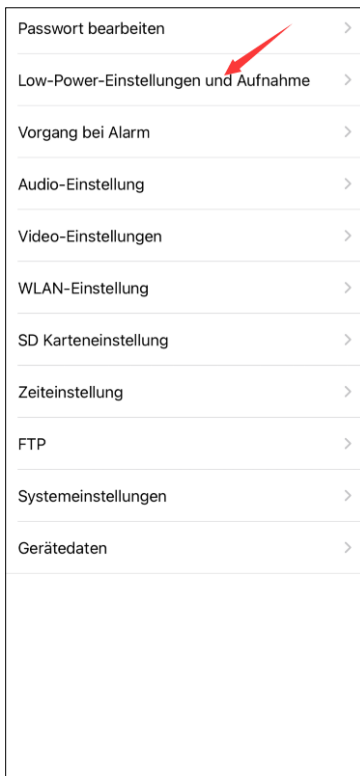 Passwort bearbeiten
Low-Power-Einstellungen und Aufnahme
Vorgang bei Alarm
Audio-Einstellung
Video-Einstellungen
WLAN-Einstellung
SD Karteneinstellung
Zeiteinstellung
FTP
Systemeinstellungen
Gerätedaten